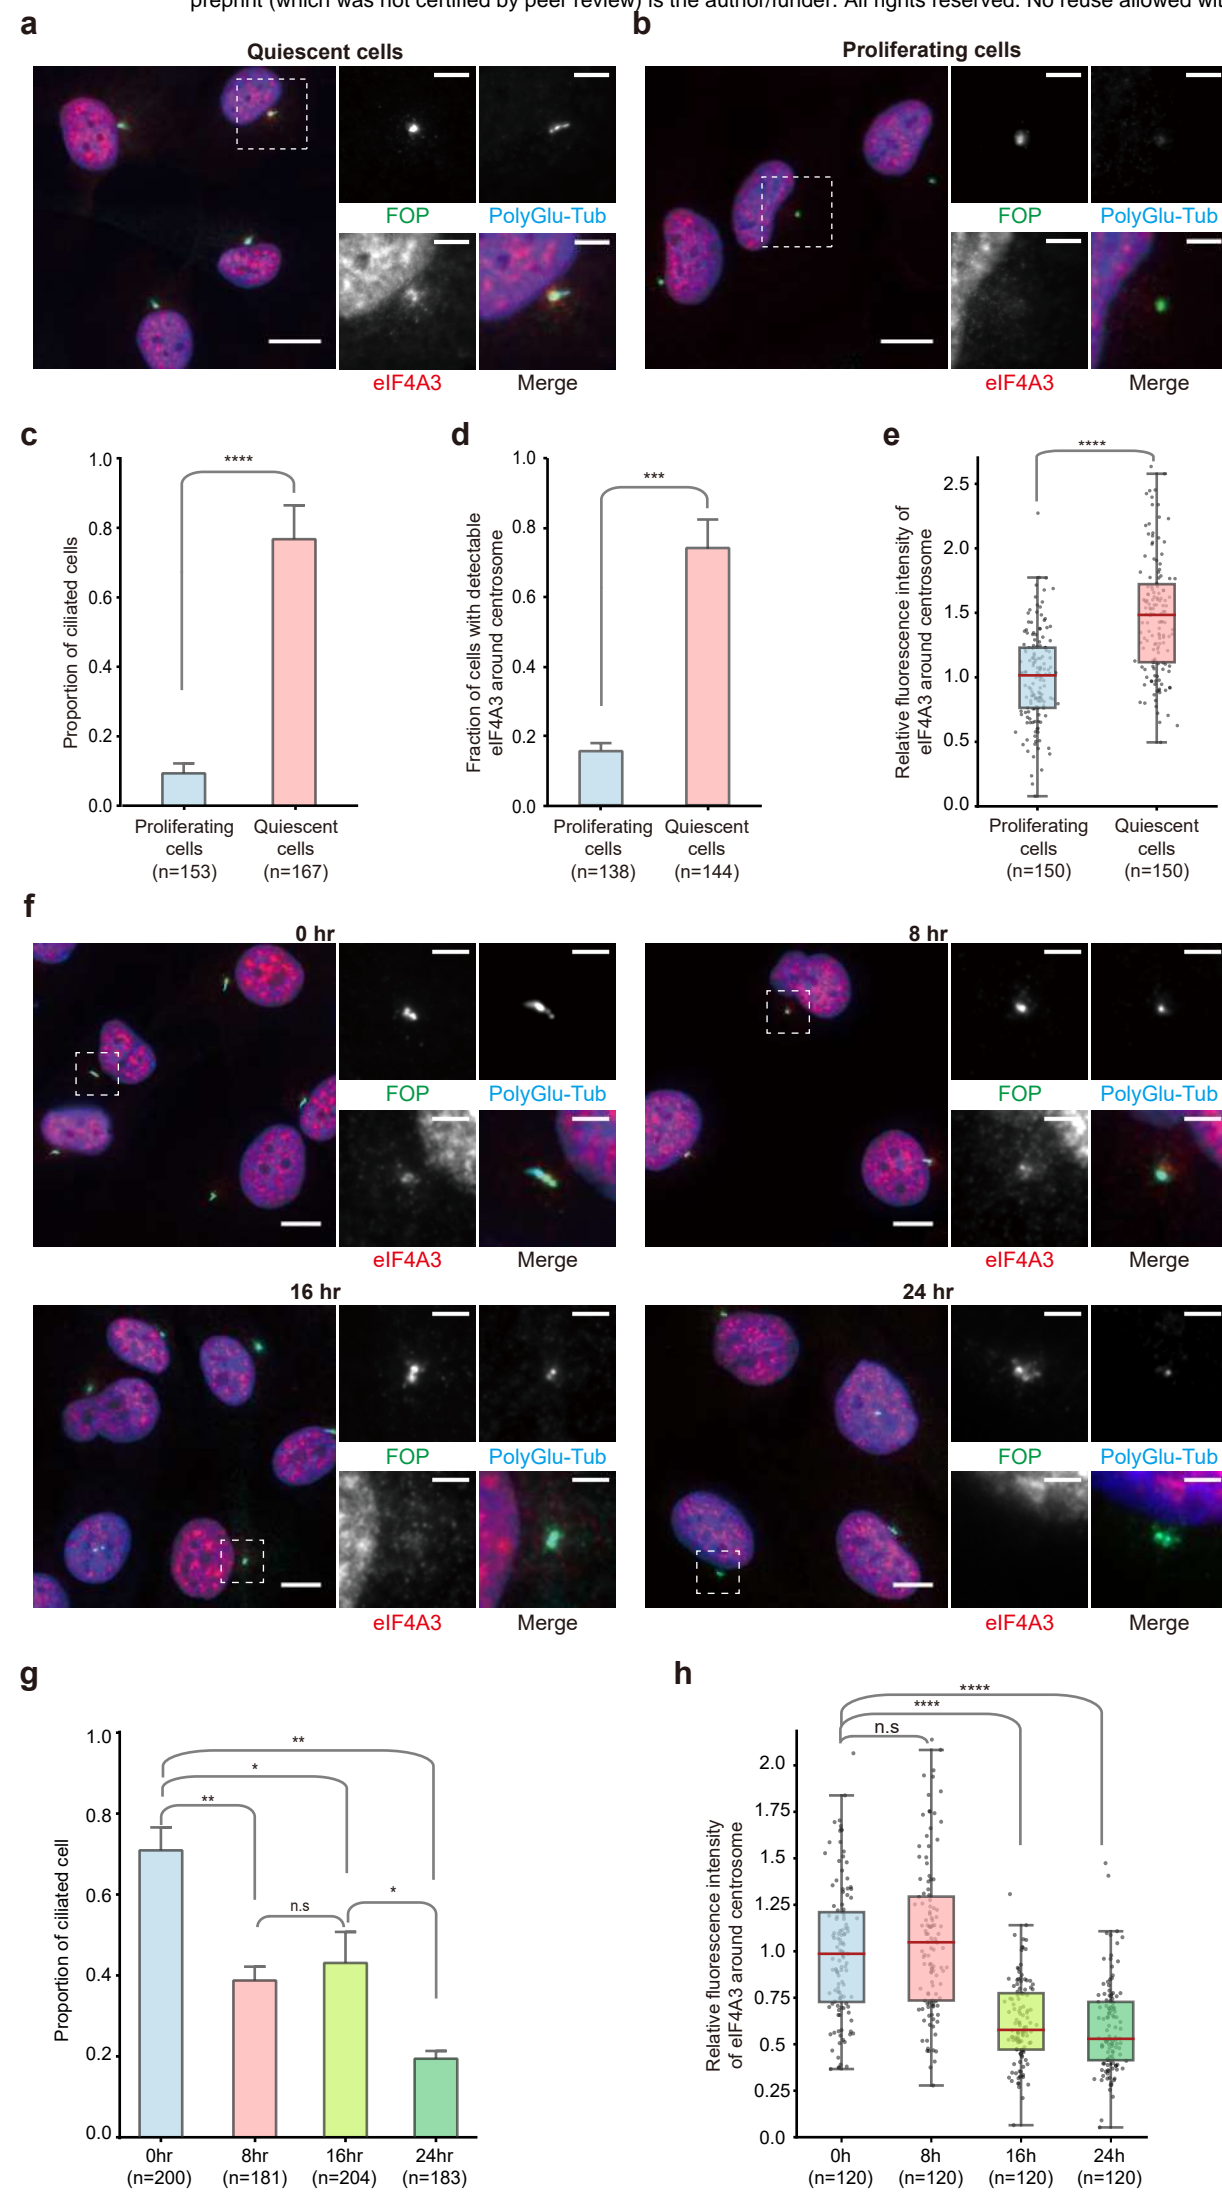 preprint (which was not certified by peer review) is the author/funder. All rights reserved. No reuse allowed wit
a
b
Quiescent cells
Proliferating cells
FOP
PolyGlu-Tub
FOP
PolyGlu-Tub
eIF4A3
Merge
eIF4A3
Merge
c
d
e
****
1.0
0.8
0.6
0.4
0.2
0.0
Proportion of ciliated cells
Proliferating cells (n=153)
Quiescent cells (n=167)
***
1.0
0.8
0.6
0.4
0.2
0.0
Fraction of cells with detectable
eIF4A3 around centrosome
Proliferating cells (n=138)
Quiescent cells (n=144)
****
2.5
2.0
1.5
1.0
0.5
0.0
Relative fluorescence intensity of
eIF4A3 around centrosome
Proliferating cells (n=150)
Quiescent cells (n=150)
f
0 hr
8 hr
FOP
PolyGlu-Tub
FOP
PolyGlu-Tub
eIF4A3
Merge
eIF4A3
Merge
16 hr
24 hr
FOP
PolyGlu-Tub
FOP
PolyGlu-Tub
eIF4A3
Merge
eIF4A3
Merge
g
h
**
*
**
n.s
*
1.0
0.8
0.6
0.4
0.2
0.0
Proportion of ciliated cell
0hr 8hr 16hr 24hr
(n=200) (n=181) (n=204) (n=183)
****
****
n.s
2.0
1.75
1.5
1.25
1.0
0.75
0.5
0.25
0.0
Relative fluorescence intensity
of eIF4A3 around centrosome
0h 8h 16h 24h
(n=120) (n=120) (n=120) (n=120)